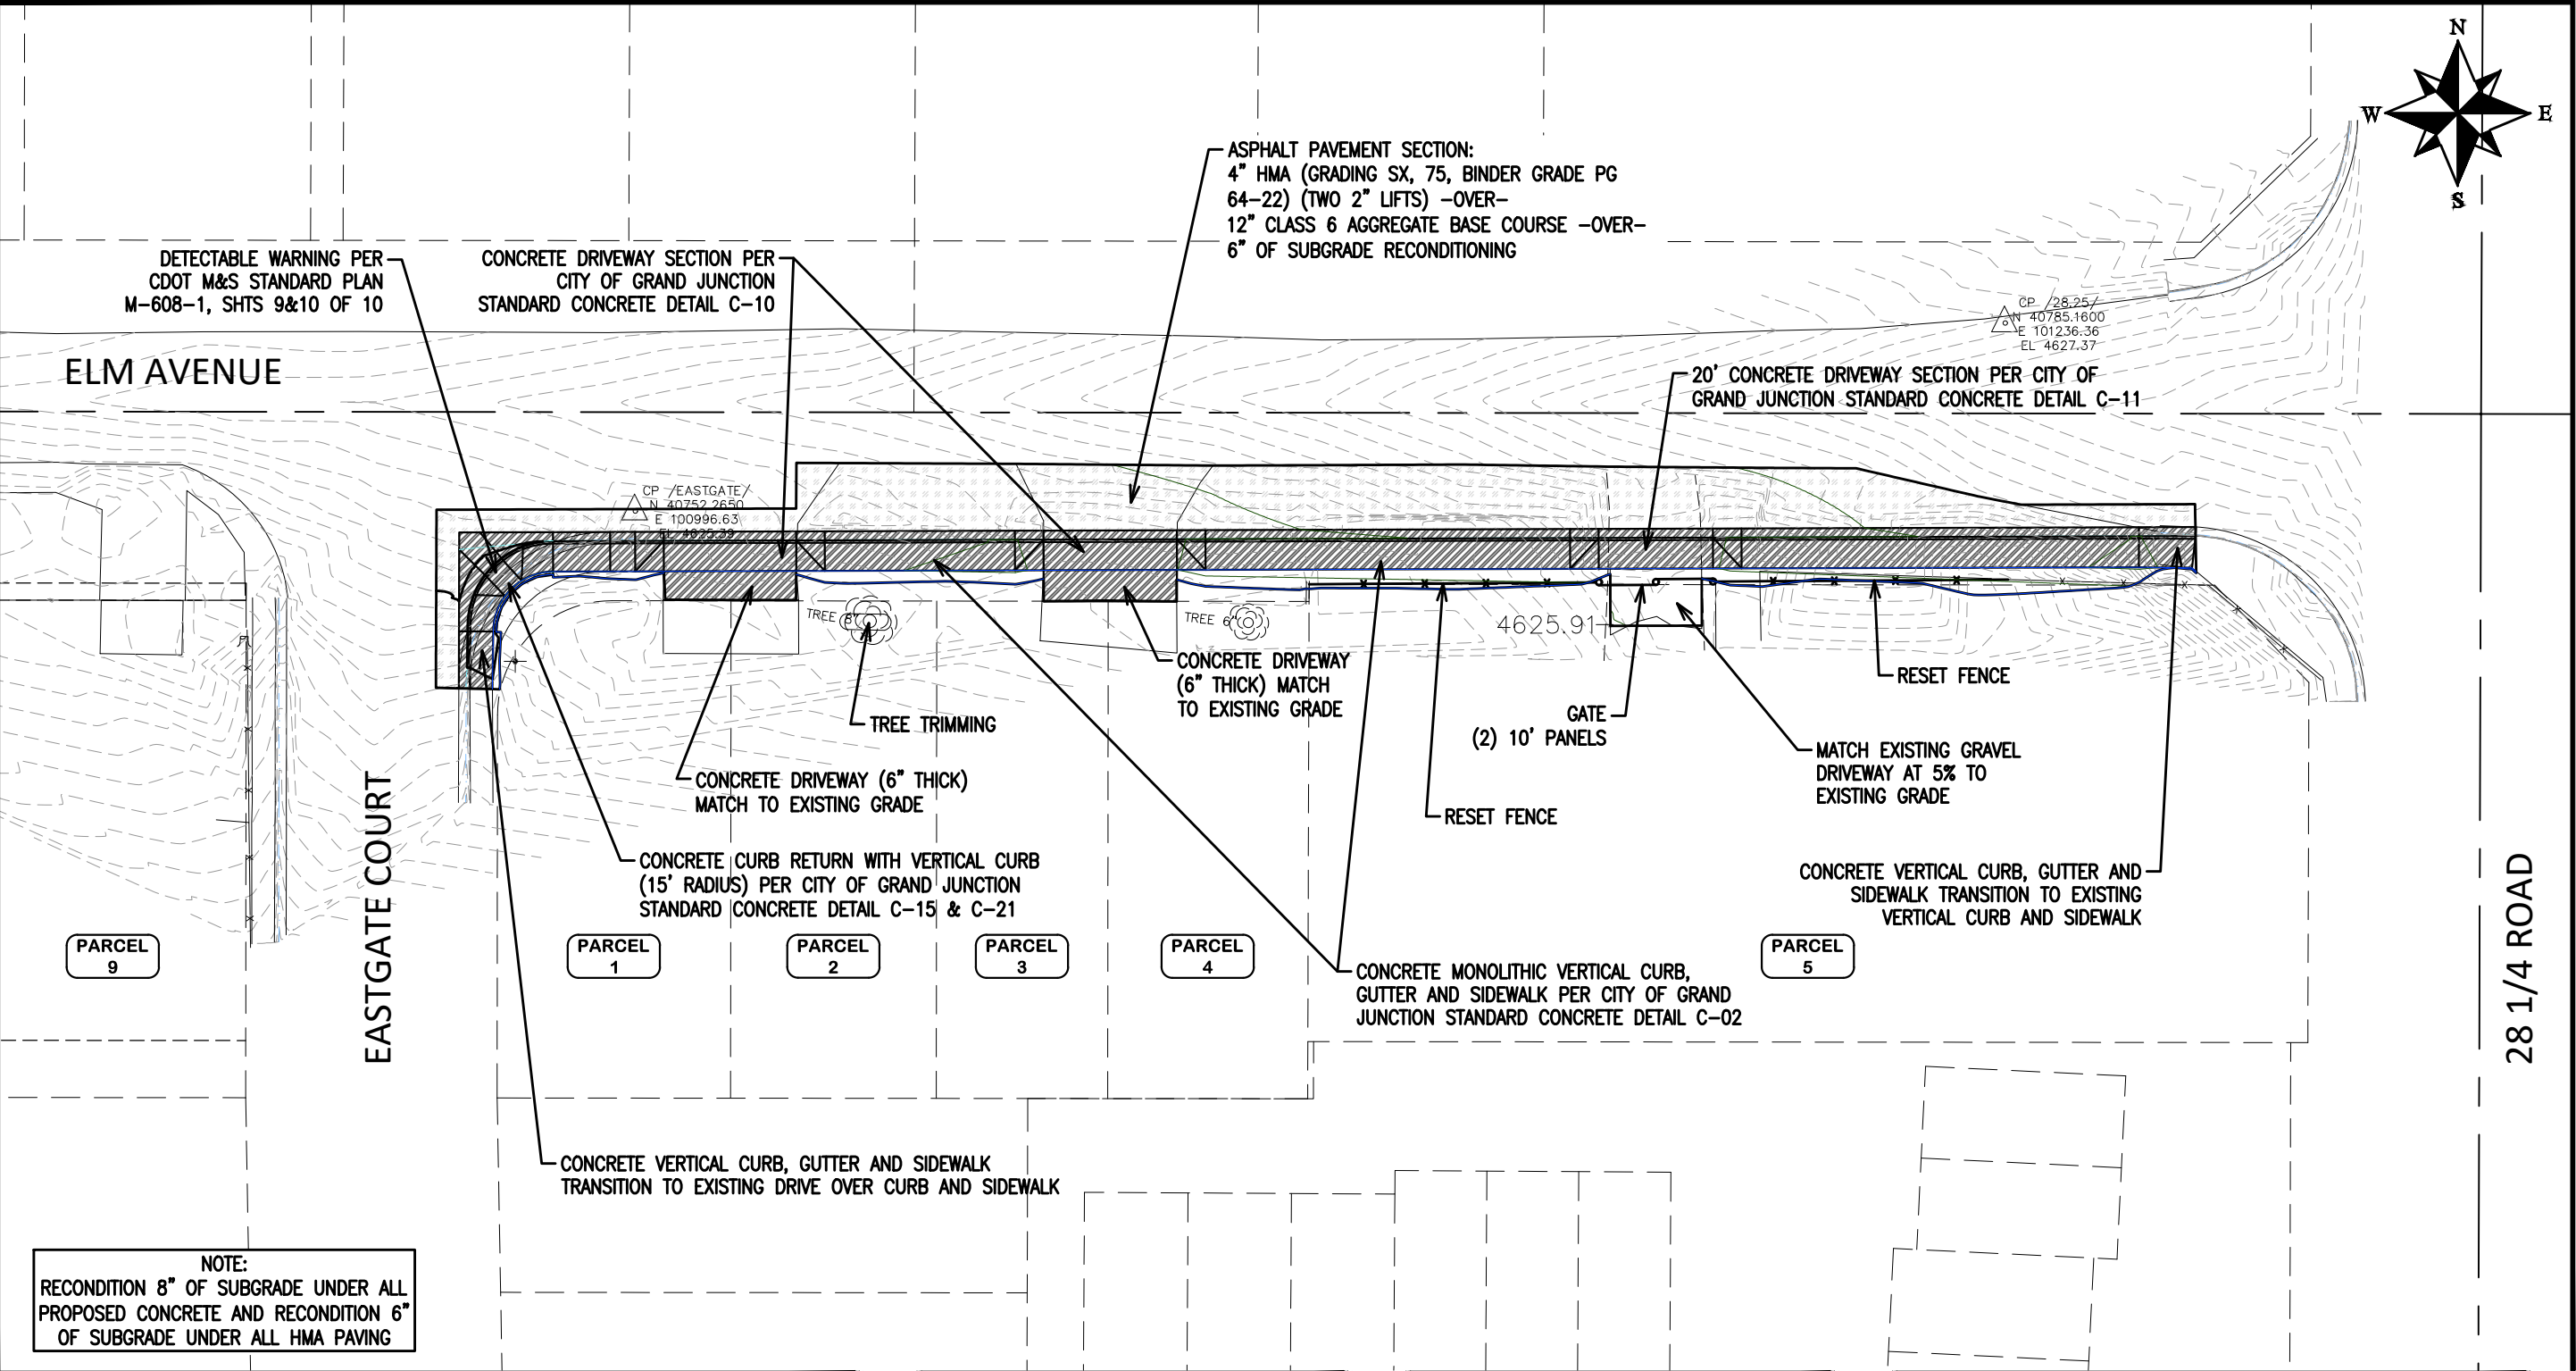 N
W
E
S
ASPHALT PAVEMENT SECTION:
4" HMA (GRADING SX, 75, BINDER GRADE PG
64-22) (TWO 2" LIFTS) -OVER-
12" CLASS 6 AGGREGATE BASE COURSE -OVER-
6" OF SUBGRADE RECONDITIONING
DETECTABLE WARNING PER
CDOT M&S STANDARD PLAN
M-608-1, SHTS 9&10 OF 10
CONCRETE DRIVEWAY SECTION PER
CITY OF GRAND JUNCTION
STANDARD CONCRETE DETAIL C-10
CP /28.25/
N 40785.1600
E 101236.36
EL 4627.37
ELM AVENUE
20' CONCRETE DRIVEWAY SECTION PER CITY OF
GRAND JUNCTION STANDARD CONCRETE DETAIL C-11
CP /EASTGATE/
N 40752.2650
E 100996.63
EL 4625.39
TREE 8"
TREE 6"
4625.91
CONCRETE DRIVEWAY
(6" THICK) MATCH
TO EXISTING GRADE
RESET FENCE
TREE TRIMMING
GATE
(2) 10' PANELS
MATCH EXISTING GRAVEL
DRIVEWAY AT 5% TO
EXISTING GRADE
CONCRETE DRIVEWAY (6" THICK)
MATCH TO EXISTING GRADE
RESET FENCE
EASTGATE COURT
CONCRETE CURB RETURN WITH VERTICAL CURB
(15' RADIUS) PER CITY OF GRAND JUNCTION
STANDARD CONCRETE DETAIL C-15 & C-21
CONCRETE VERTICAL CURB, GUTTER AND
SIDEWALK TRANSITION TO EXISTING
VERTICAL CURB AND SIDEWALK
28 1/4 ROAD
PARCEL
9
PARCEL
1
PARCEL
2
PARCEL
3
PARCEL
4
PARCEL
5
CONCRETE MONOLITHIC VERTICAL CURB,
GUTTER AND SIDEWALK PER CITY OF GRAND
JUNCTION STANDARD CONCRETE DETAIL C-02
CONCRETE VERTICAL CURB, GUTTER AND SIDEWALK
TRANSITION TO EXISTING DRIVE OVER CURB AND SIDEWALK
NOTE:
RECONDITION 8" OF SUBGRADE UNDER ALL
PROPOSED CONCRETE AND RECONDITION 6"
OF SUBGRADE UNDER ALL HMA PAVING